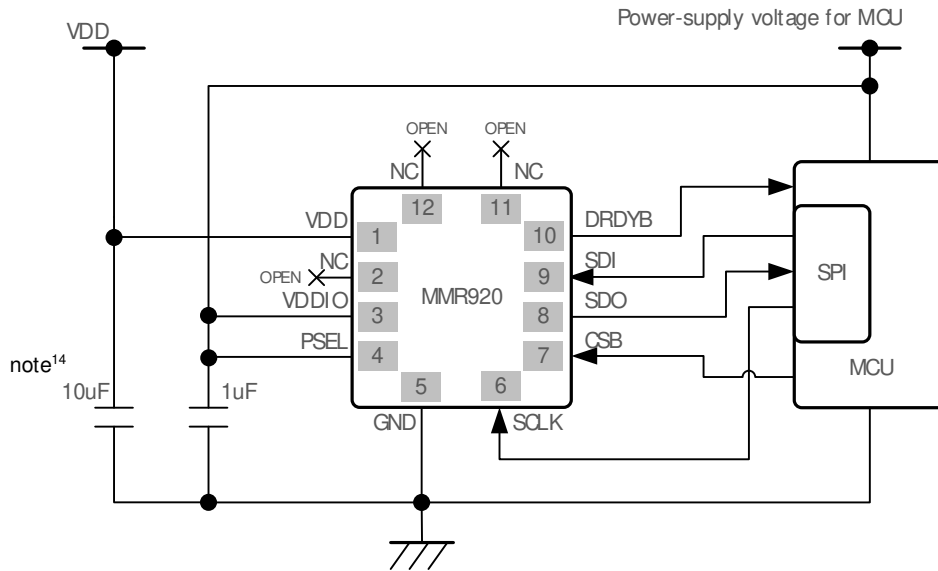 Power-supply voltage for MCU
VDD
OPEN
OPEN
NC
NC
12
11
VDD
1
10
DRDYB
NC
OPEN
2
9
SDI
SPI
MMR920
VDDIO
3
8
SDO
PSEL
4
7
CSB
MCU
note¹⁴
10uF
1uF
5
6
GND
SCLK